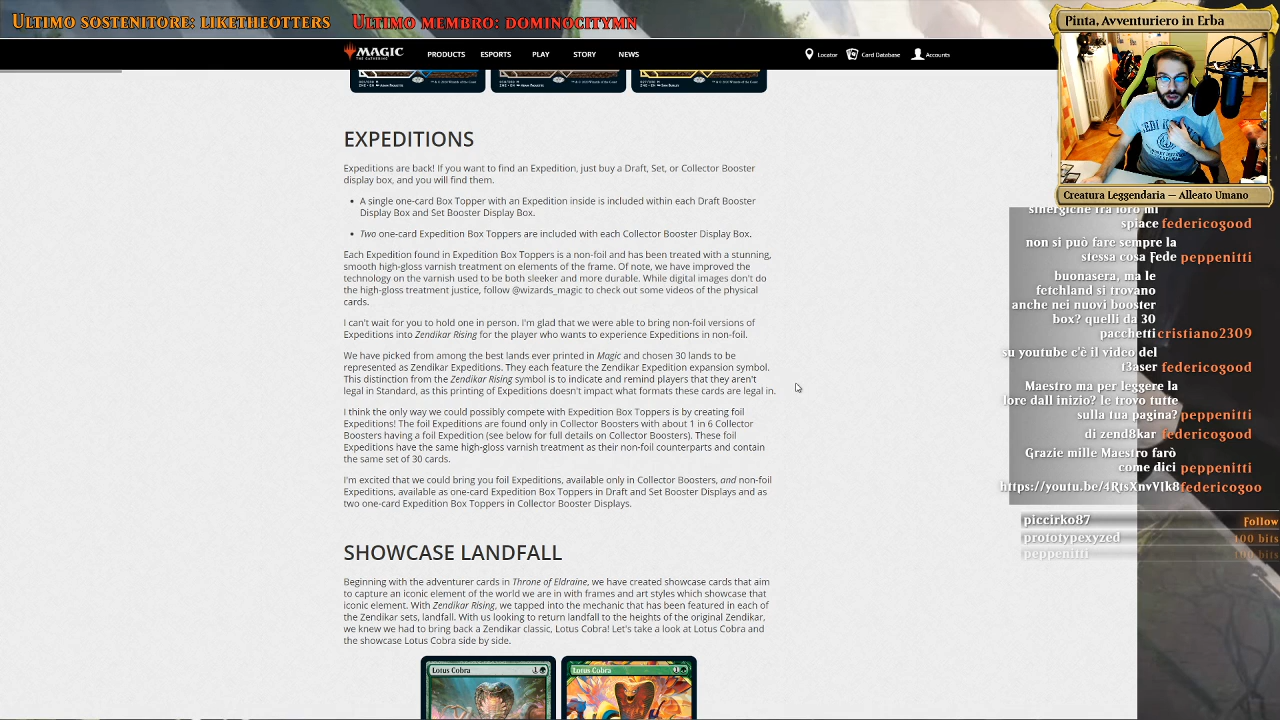 Ultimo sostenitore: liketheotters
Ultimo membro: dominocitymn
Pinta, Avventuriero in Erba
MAGIC
THE GATHERING
PRODUCTS
ESPORTS
PLAY
STORY
NEWS
Locator
Card Database
Accounts
EXPEDITIONS
Expeditions are back! If you want to find an Expedition, just buy a Draft, Set, or Collector Booster
display box, and you will find them.
• A single one-card Box Topper with an Expedition inside is included within each Draft Booster
Display Box and Set Booster Display Box.
• Two one-card Expedition Box Toppers are included with each Collector Booster Display Box.
Each Expedition found in Expedition Box Toppers is a non-foil and has been treated with a stunning,
smooth high-gloss varnish treatment on elements of the frame. Of note, we have improved the
technology on the varnish used to be both sleeker and more durable. While digital images don't do
the high-gloss treatment justice, follow @wizards_magic to check out some videos of the physical
cards.
I can't wait for you to hold one in person. I'm glad that we were able to bring non-foil versions of
Expeditions into Zendikar Rising for the player who wants to experience Expeditions in non-foil.
We have picked from among the best lands ever printed in Magic and chosen 30 lands to be
represented as Zendikar Expeditions. They each feature the Zendikar Expedition expansion symbol.
This distinction from the Zendikar Rising symbol is to indicate and remind players that they aren't
legal in Standard, as this printing of Expeditions doesn't impact what formats these cards are legal in.
I think the only way we could possibly compete with Expedition Box Toppers is by creating foil
Expeditions! The foil Expeditions are found only in Collector Boosters with about 1 in 6 Collector
Boosters having a foil Expedition (see below for full details on Collector Boosters). These foil
Expeditions have the same high-gloss varnish treatment as their non-foil counterparts and contain
the same set of 30 cards.
I'm excited that we could bring you foil Expeditions, available only in Collector Boosters, and non-foil
Expeditions, available as one-card Expedition Box Toppers in Draft and Set Booster Displays and as
two one-card Expedition Box Toppers in Collector Booster Displays.
SHOWCASE LANDFALL
Beginning with the adventurer cards in Throne of Eldraine, we have created showcase cards that aim
to capture an iconic element of the world we are in with frames and art styles which showcase that
iconic element. With Zendikar Rising, we tapped into the mechanic that has been featured in each of
the Zendikar sets, landfall. With us looking to return landfall to the heights of the original Zendikar,
we knew we had to bring back a Zendikar classic, Lotus Cobra! Let's take a look at Lotus Cobra and
the showcase Lotus Cobra side by side.
Lotus Cobra
1
Lotus Cobra
1
Creatura Leggendaria — Alleato Umano
sinergiche tra loro mi
spiace federicogood
non si può fare sempre la
stessa cosa Fede peppenitti
buonasera, ma le
fetchland si trovano
anche nei nuovi booster
box? quelli da 30
pacchetti cristiano2309
su youtube c'è il video del
t3aser federicogood
Maestro ma per leggere la
lore dall inizio? le trovo tutte
sulla tua pagina? peppenitti
di zend8kar federicogood
Grazie mille Maestro farò
come dici peppenitti
piccirko87 Follow
prototypexyzed 100 bits
peppenitti 100 bits